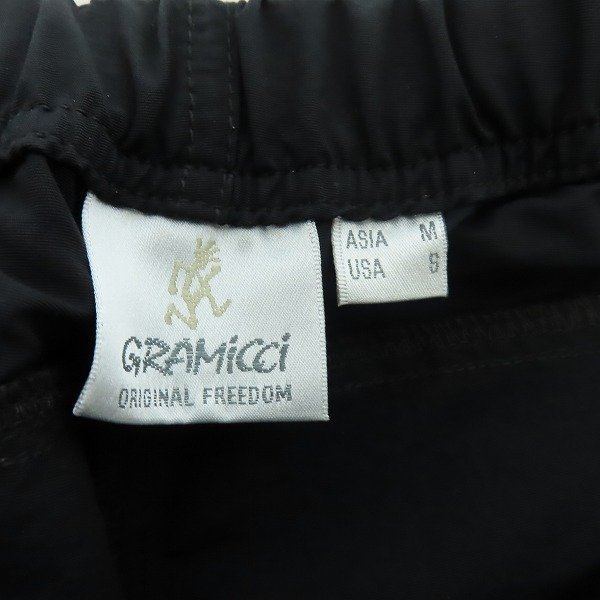 GRAMiCCi
ORIGINAL FREEDOM
ASIA M
USA S